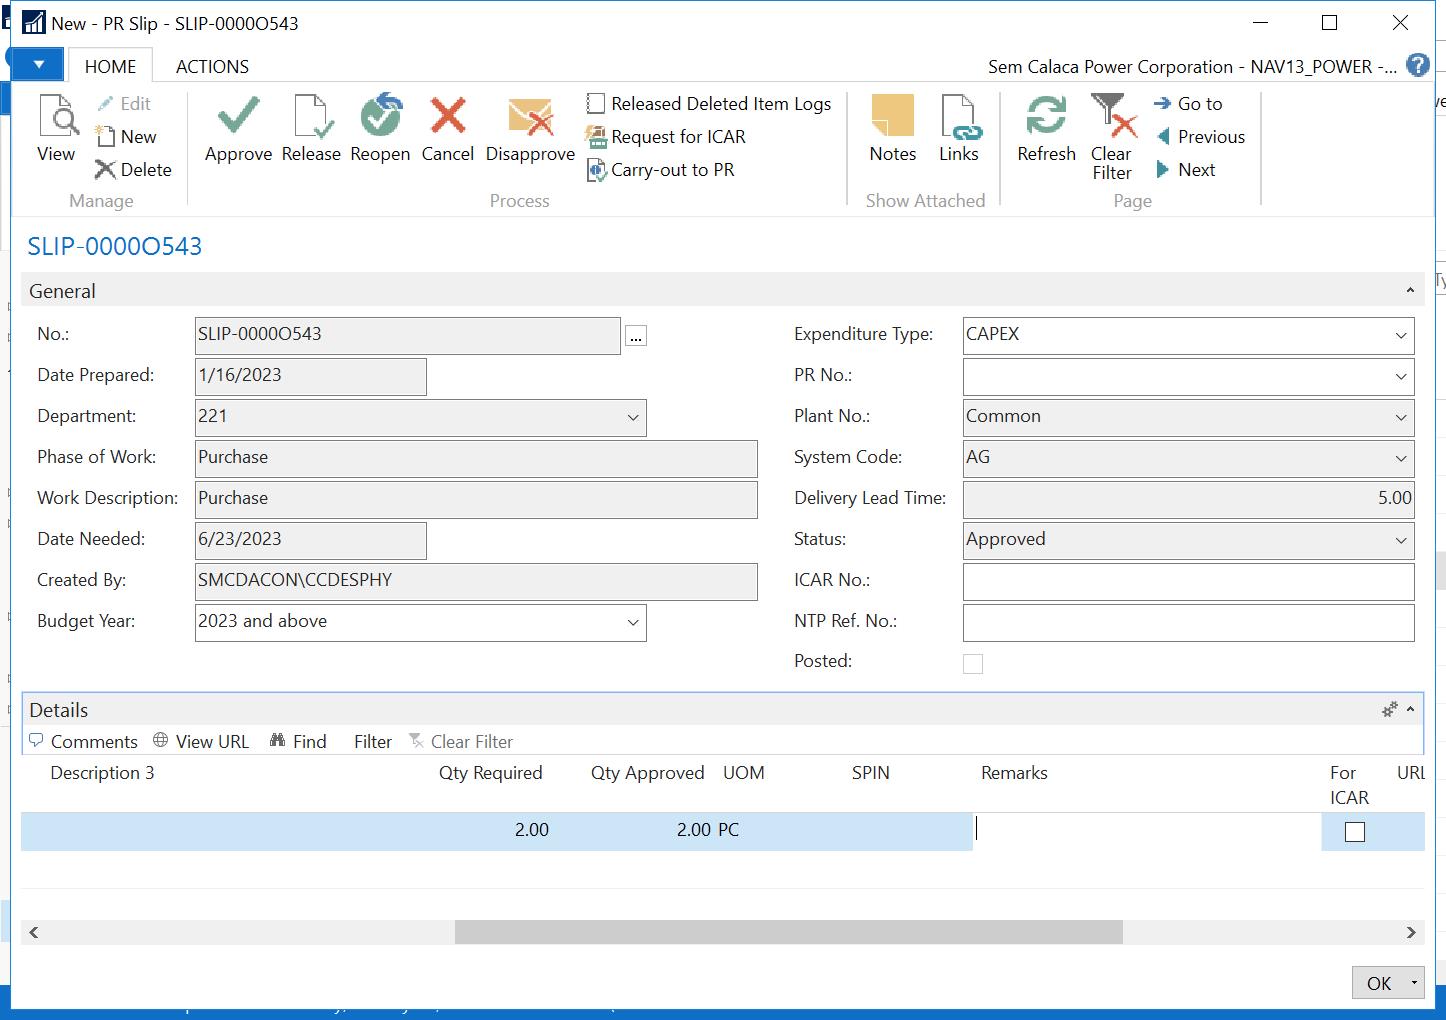 New - PR Slip - SLIP-0000O543
HOME ACTIONS Sem Calaca Power Corporation - NAV13_POWER -... ?
View Edit New Delete Approve Release Reopen Cancel Disapprove Released Deleted Item Logs Request for ICAR Carry-out to PR Notes Links Refresh Clear Filter Go to Previous Next
Manage Process Show Attached Page
SLIP-0000O543
General
No.: SLIP-0000O543 ... Expenditure Type: CAPEX
Date Prepared: 1/16/2023 PR No.:
Department: 221 Plant No.: Common
Phase of Work: Purchase System Code: AG
Work Description: Purchase Delivery Lead Time: 5.00
Date Needed: 6/23/2023 Status: Approved
Created By: SMCDACON\CCDESPHY ICAR No.:
Budget Year: 2023 and above NTP Ref. No.:
Posted:
Details
Comments View URL Find Filter Clear Filter
Description 3 Qty Required Qty Approved UOM SPIN Remarks For ICAR URL
2.00 2.00 PC
OK